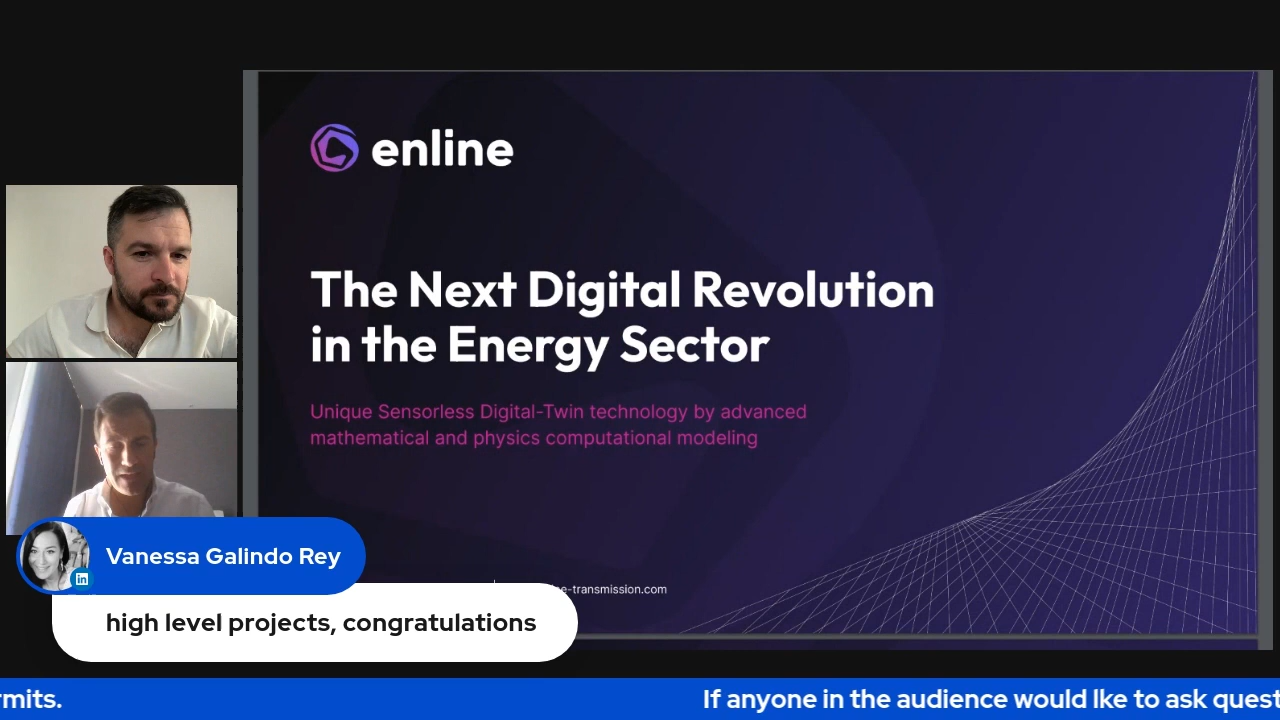 enline
The Next Digital Revolution
in the Energy Sector
Unique Sensorless Digital-Twin technology by advanced
mathematical and physics computational modeling
e-transmission.com
Vanessa Galindo Rey
in
high level projects, congratulations
rmits.
If anyone in the audience would lke to ask quest